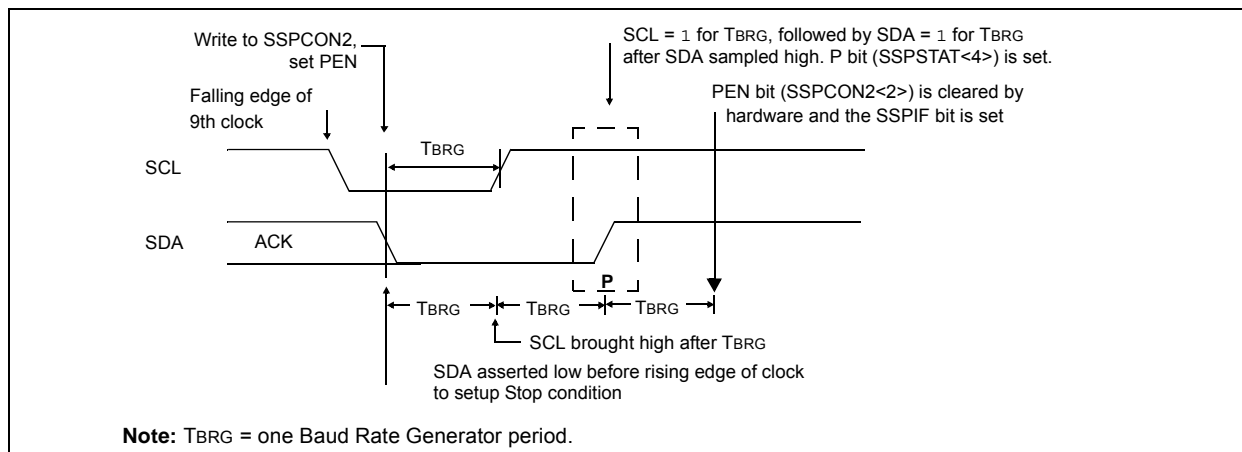 Write to SSPCON2,
set PEN
SCL = 1 for TBRG, followed by SDA = 1 for TBRG
after SDA sampled high. P bit (SSPSTAT<4>) is set.
Falling edge of
9th clock
PEN bit (SSPCON2<2>) is cleared by
hardware and the SSPIF bit is set
TBRG
SCL
SDA
ACK
P
TBRG
TBRG
TBRG
SCL brought high after TBRG
SDA asserted low before rising edge of clock
to setup Stop condition
Note: TBRG = one Baud Rate Generator period.